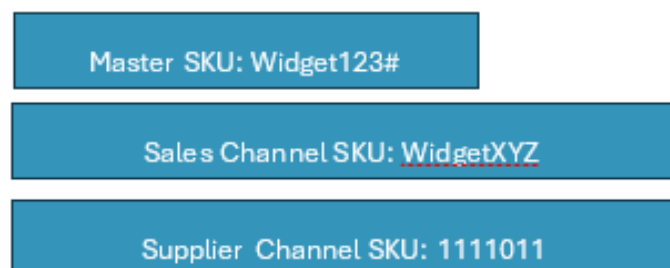 Master SKU: Widget123#
Sales Channel SKU: WidgetXYZ
Supplier Channel SKU: 1111011